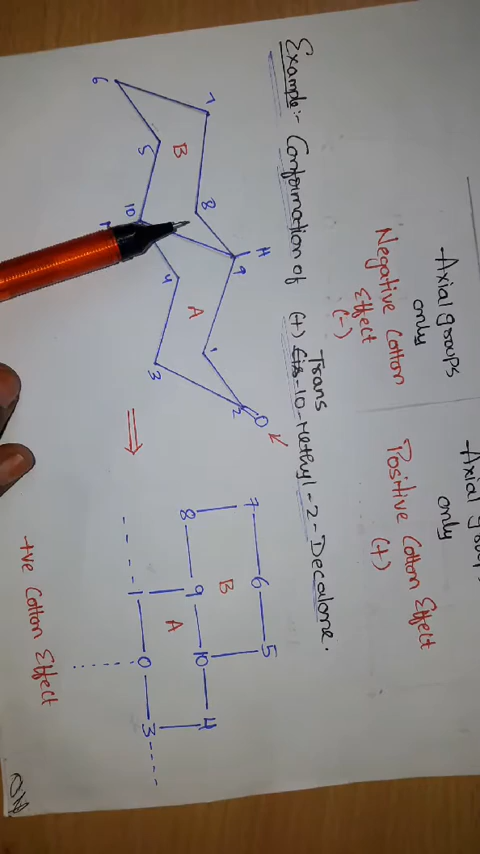 -Axial groups
only
Negative Cotton
Effect
(-)
only
Positive Cotton Effect
(+)
Example:- Conformation of (+) Cis-10-Methyl-2-Decalone.
Trans
H
7
8
9
1
2
O
6
B
5
10
A
4
3
7
6
5
B
8
9
10
4
A
1
O
3
+ve Cotton Effect